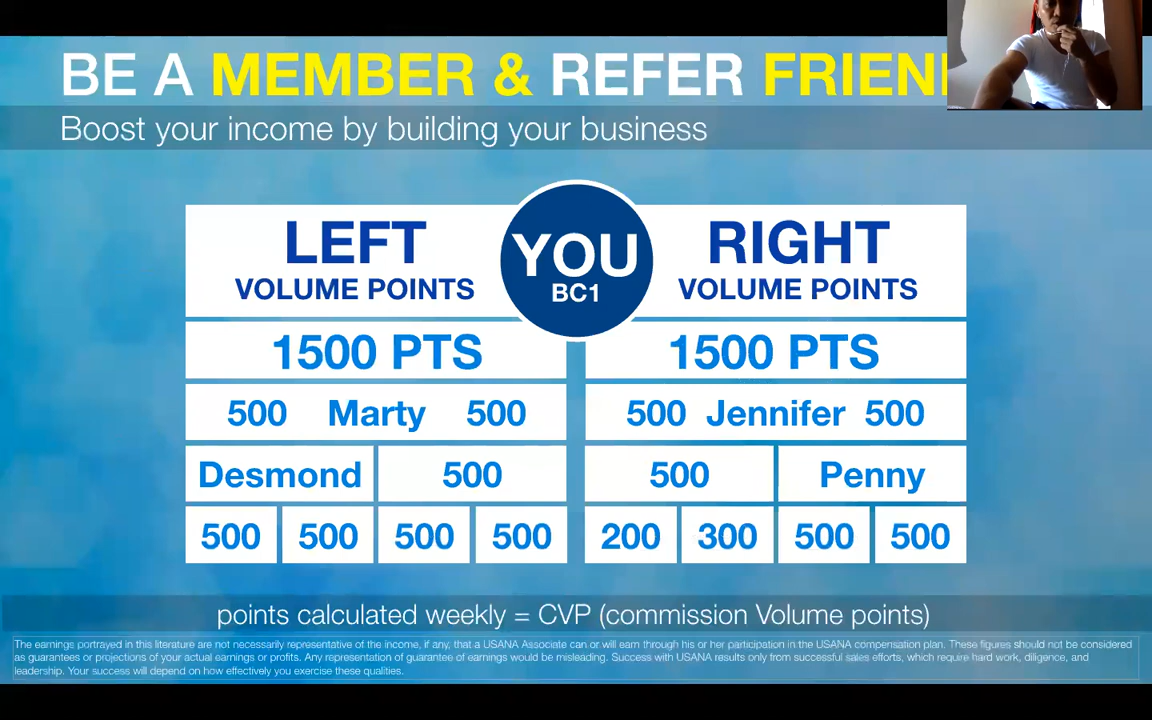 BE A MEMBER & REFER FRIEN
Boost your income by building your business
LEFT
VOLUME POINTS
YOU
BC1
RIGHT
VOLUME POINTS
1500 PTS
1500 PTS
500 Marty 500
500 Jennifer 500
Desmond 500
500 Penny
500 500 500 500
200 300 500 500
points calculated weekly = CVP (commission Volume points)
The earnings portrayed in this literature are not necessarily representative of the income, if any, that a USANA Associate can or will earn through his or her participation in the USANA compensation plan. These figures should not be considered
as guarantees or projections of your actual earnings or profits. Any representation of guarantee of earnings would be misleading. Success with USANA results only from successful sales efforts, which require hard work, diligence, and
leadership. Your success will depend on how effectively you exercise these qualities.